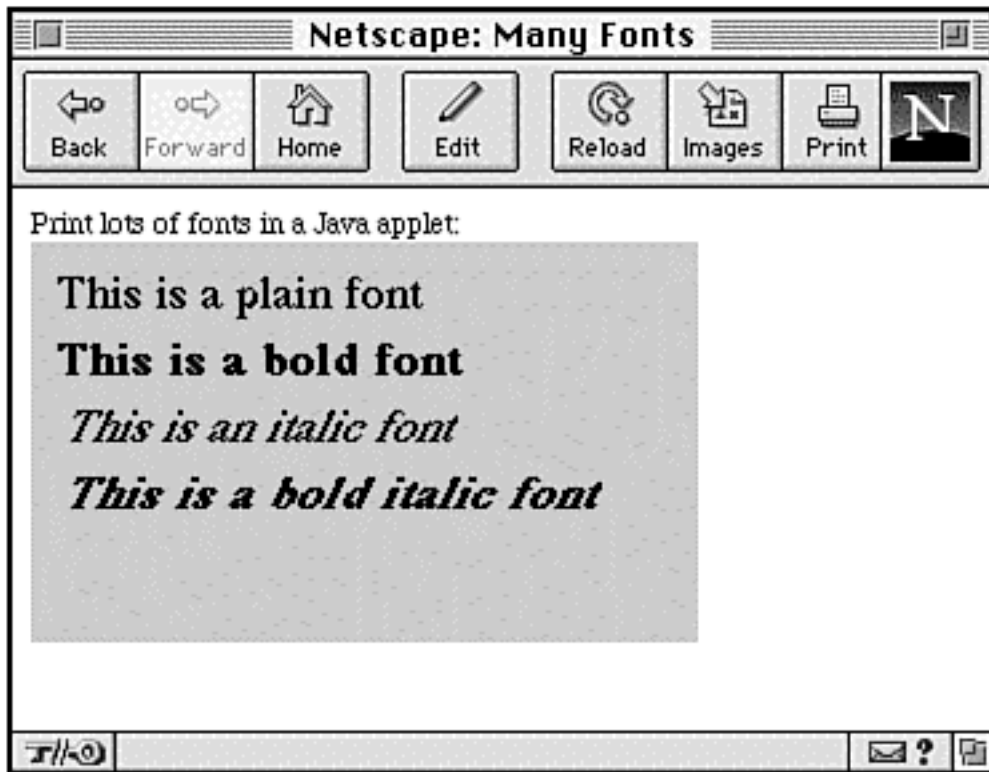 Netscape: Many Fonts
Back Forward Home Edit Reload Images Print N
Print lots of fonts in a Java applet:
This is a plain font
This is a bold font
This is an italic font
This is a bold italic font
?